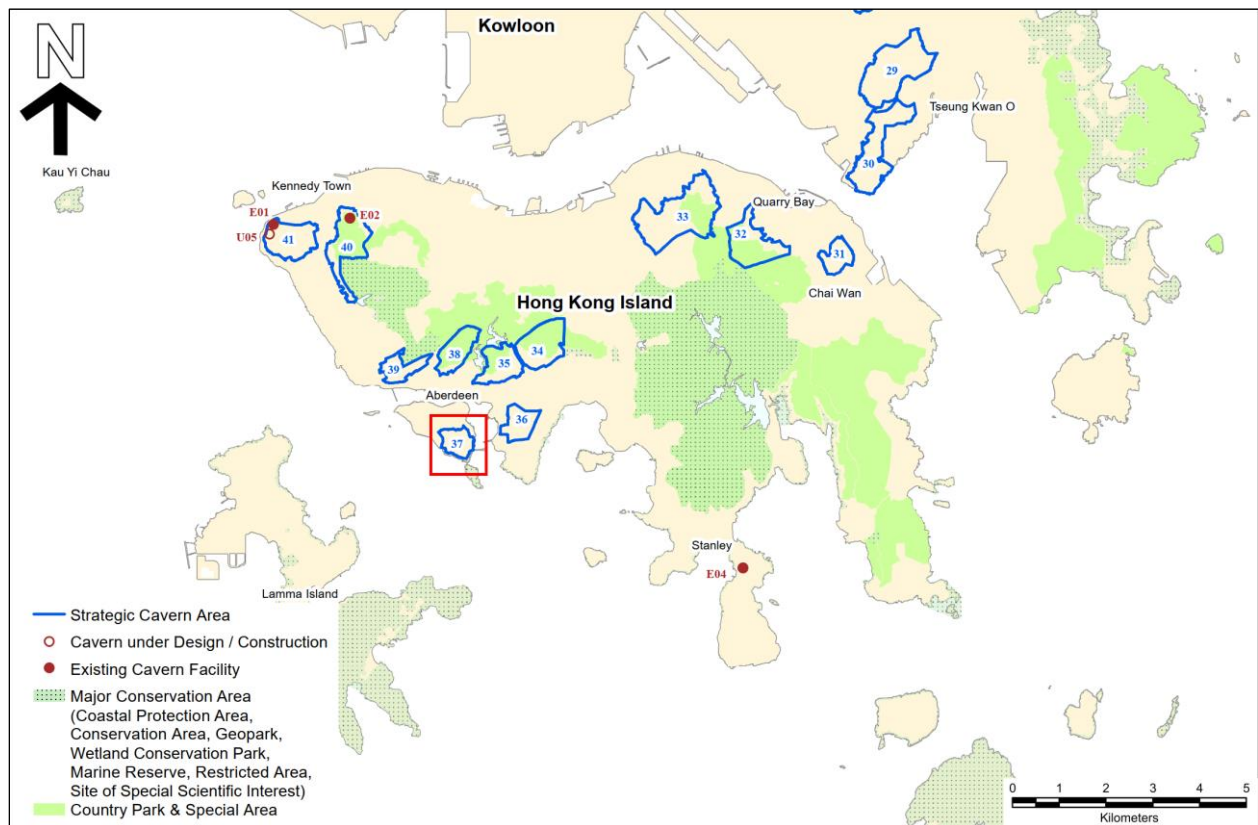 Kowloon
N
29
Tseung Kwan O
30
Kau Yi Chau
Kennedy Town
E01
E02
U05
41
40
33
Quarry Bay
32
31
Chai Wan
Hong Kong Island
39
38
35
34
Aberdeen
36
37
Stanley
E04
Lamma Island
Strategic Cavern Area
Cavern under Design / Construction
Existing Cavern Facility
Major Conservation Area
(Coastal Protection Area,
Conservation Area, Geopark,
Wetland Conservation Park,
Marine Reserve, Restricted Area,
Site of Special Scientific Interest)
Country Park & Special Area
0 1 2 3 4 5
Kilometers